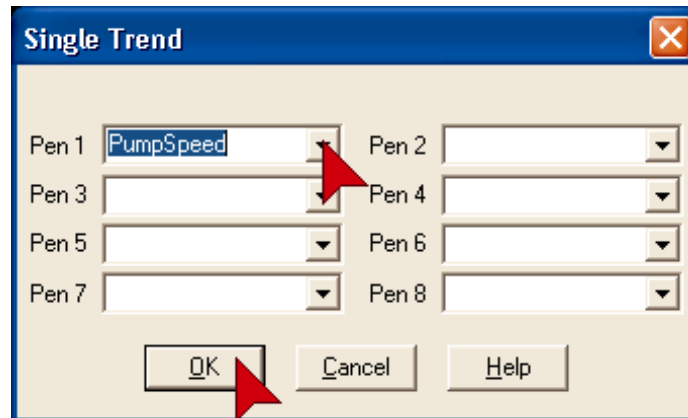 Single Trend
Pen 1 PumpSpeed Pen 2
Pen 3 Pen 4
Pen 5 Pen 6
Pen 7 Pen 8
OK Cancel Help